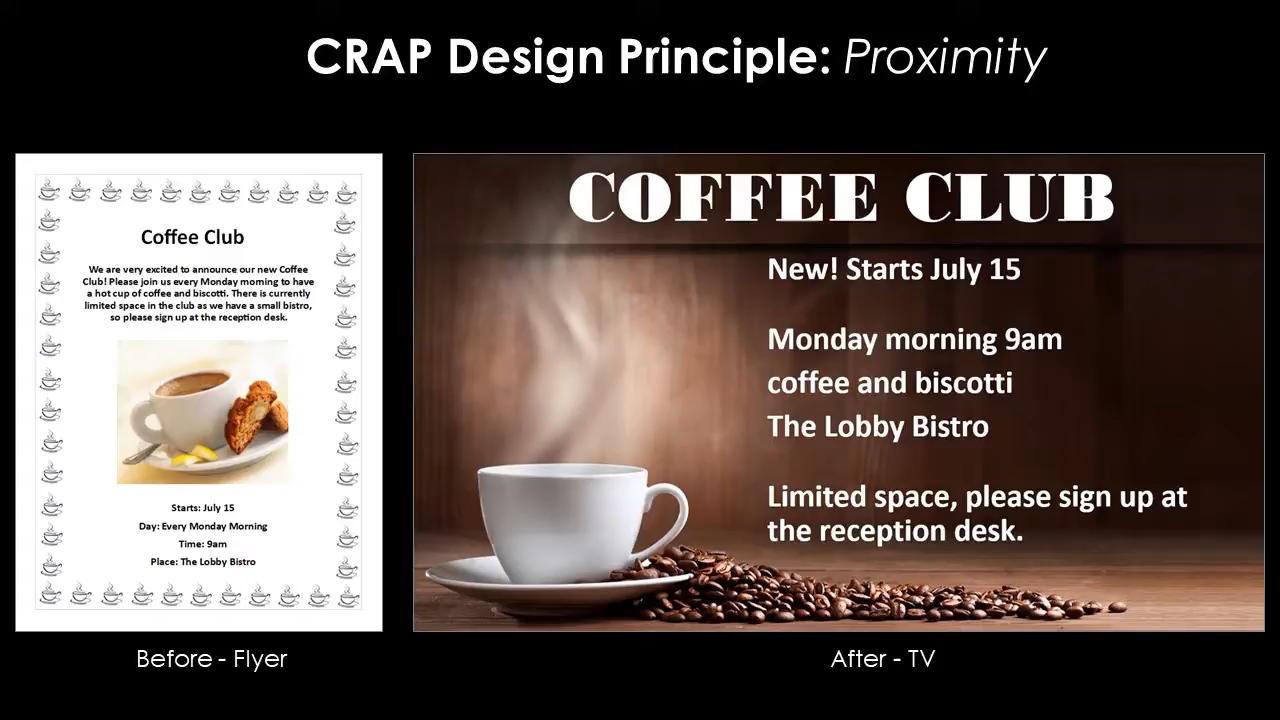 CRAP Design Principle: Proximity
Coffee Club
We are very excited to announce our new Coffee
Club! Please join us every Monday morning to have
a hot cup of coffee and biscotti. There is currently
limited space in the club as we have a small bistro,
so please sign up at the reception desk.
Starts: July 15
Day: Every Monday Morning
Time: 9am
Place: The Lobby Bistro
Before - Flyer
COFFEE CLUB
New! Starts July 15
Monday morning 9am
coffee and biscotti
The Lobby Bistro
Limited space, please sign up at
the reception desk.
After - TV